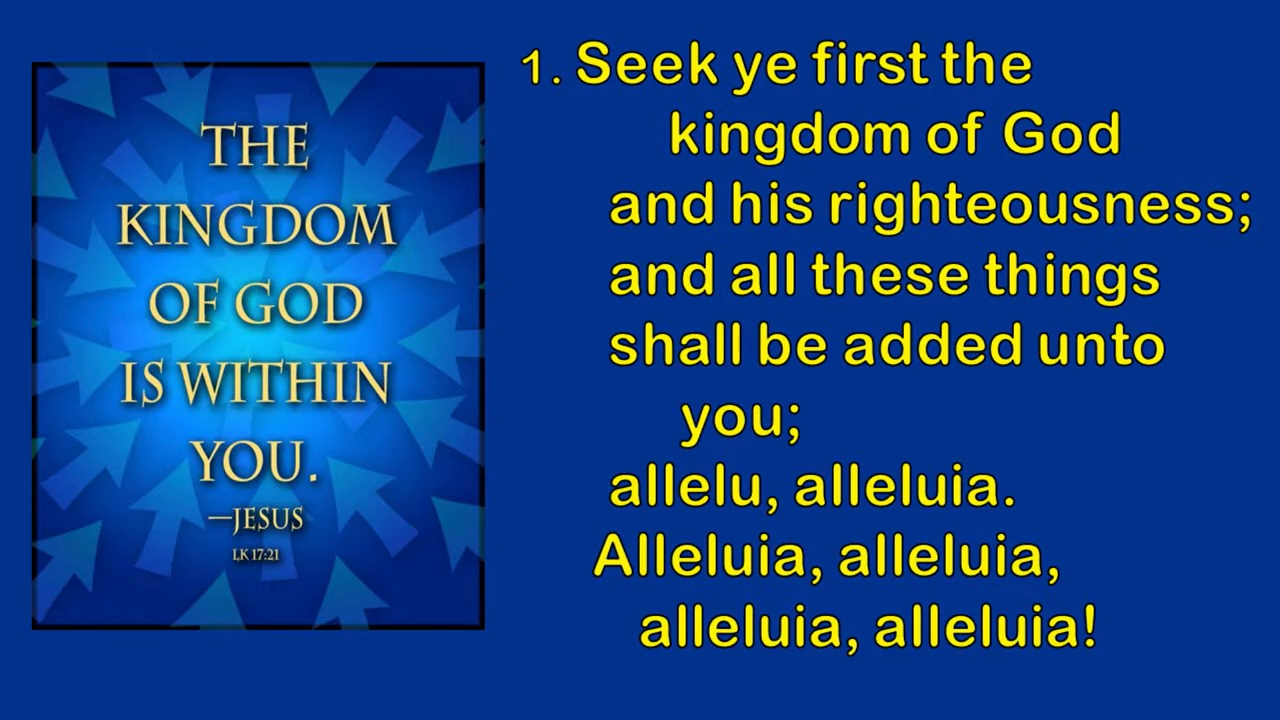 THE
KINGDOM
OF GOD
IS WITHIN
YOU.
—JESUS
LK 17:21
1. Seek ye first the
kingdom of God
and his righteousness;
and all these things
shall be added unto
you;
allelu, alleluia.
Alleluia, alleluia,
alleluia, alleluia!